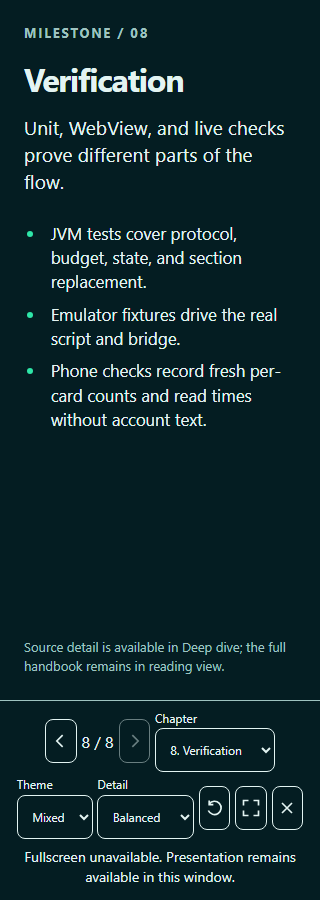 MILESTONE / 08
Verification
Unit, WebView, and live checks
prove different parts of the
flow.
• JVM tests cover protocol,
budget, state, and section
replacement.
• Emulator fixtures drive the real
script and bridge.
• Phone checks record fresh per-
card counts and read times
without account text.
Source detail is available in Deep dive; the full
handbook remains in reading view.
Chapter
8 / 8
8. Verification
Theme
Detail
Mixed
Balanced
Fullscreen unavailable. Presentation remains
available in this window.